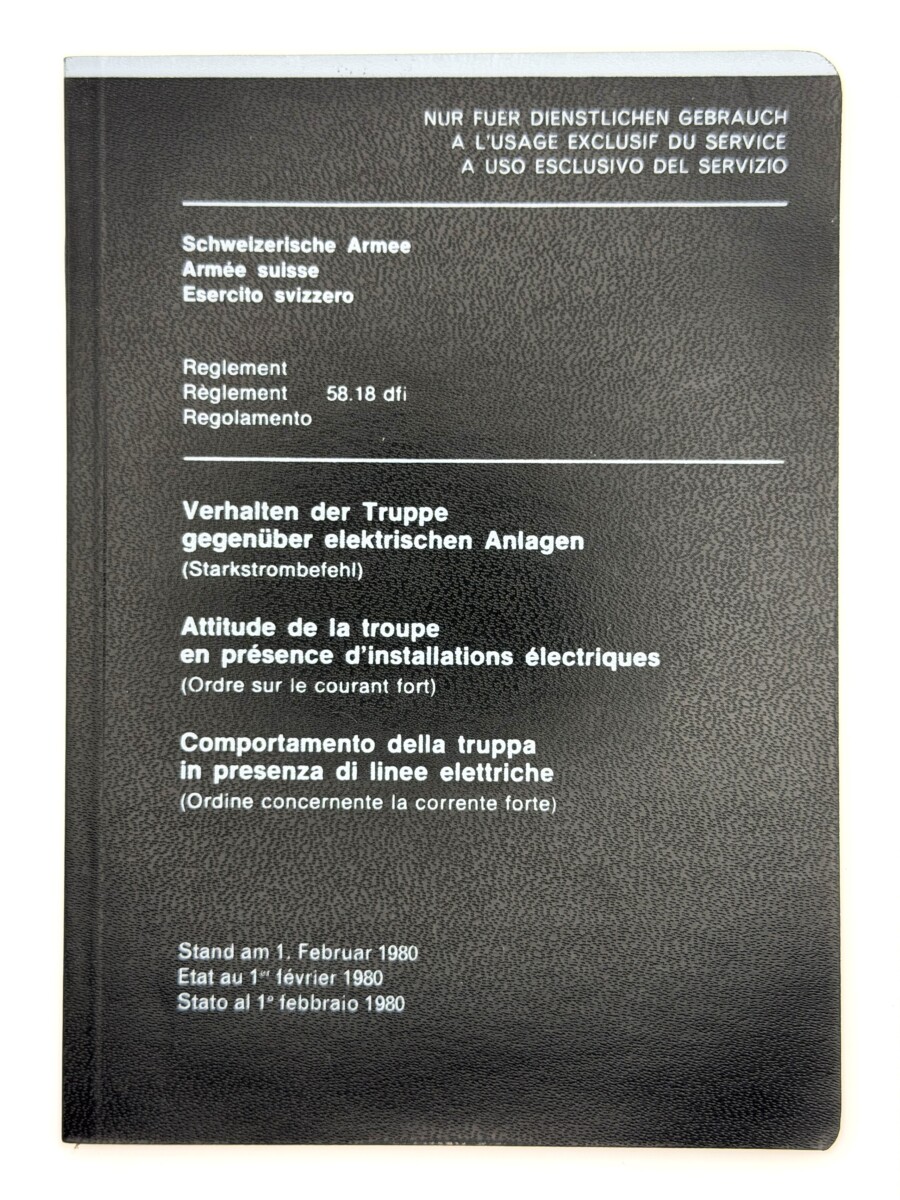 NUR FUER DIENSTLICHEN GEBRAUCH
A L'USAGE EXCLUSIF DU SERVICE
A USO ESCLUSIVO DEL SERVIZIO
Schweizerische Armee
Armée suisse
Esercito svizzero
Reglement
Règlement 58.18 dfi
Regolamento
Verhalten der Truppe
gegenüber elektrischen Anlagen
(Starkstrombefehl)
Attitude de la troupe
en présence d'installations électriques
(Ordre sur le courant fort)
Comportamento della truppa
in presenza di linee elettriche
(Ordine concernente la corrente forte)
Stand am 1. Februar 1980
Etat au 1er février 1980
Stato al 1° febbraio 1980